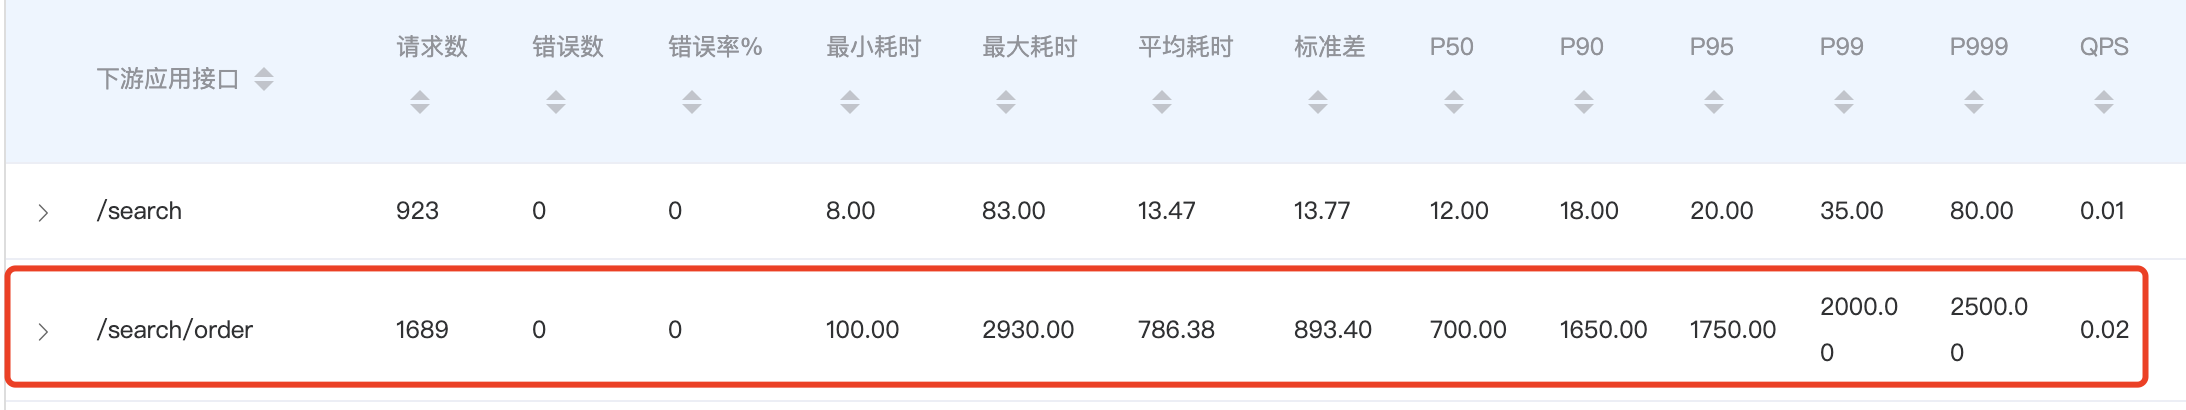 下游应用接口 请求数 错误数 错误率% 最小耗时 最大耗时 平均耗时 标准差 P50 P90 P95 P99 P999 QPS
/search 923 0 0 8.00 83.00 13.47 13.77 12.00 18.00 20.00 35.00 80.00 0.01
/search/order 1689 0 0 100.00 2930.00 786.38 893.40 700.00 1650.00 1750.00 2000.0 2500.0 0.02
0 0